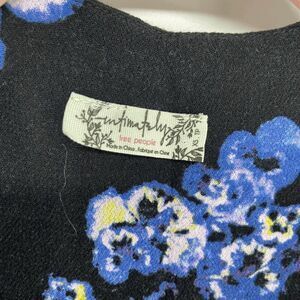 intimately
free people
Made in China . Fabriqué en Chine